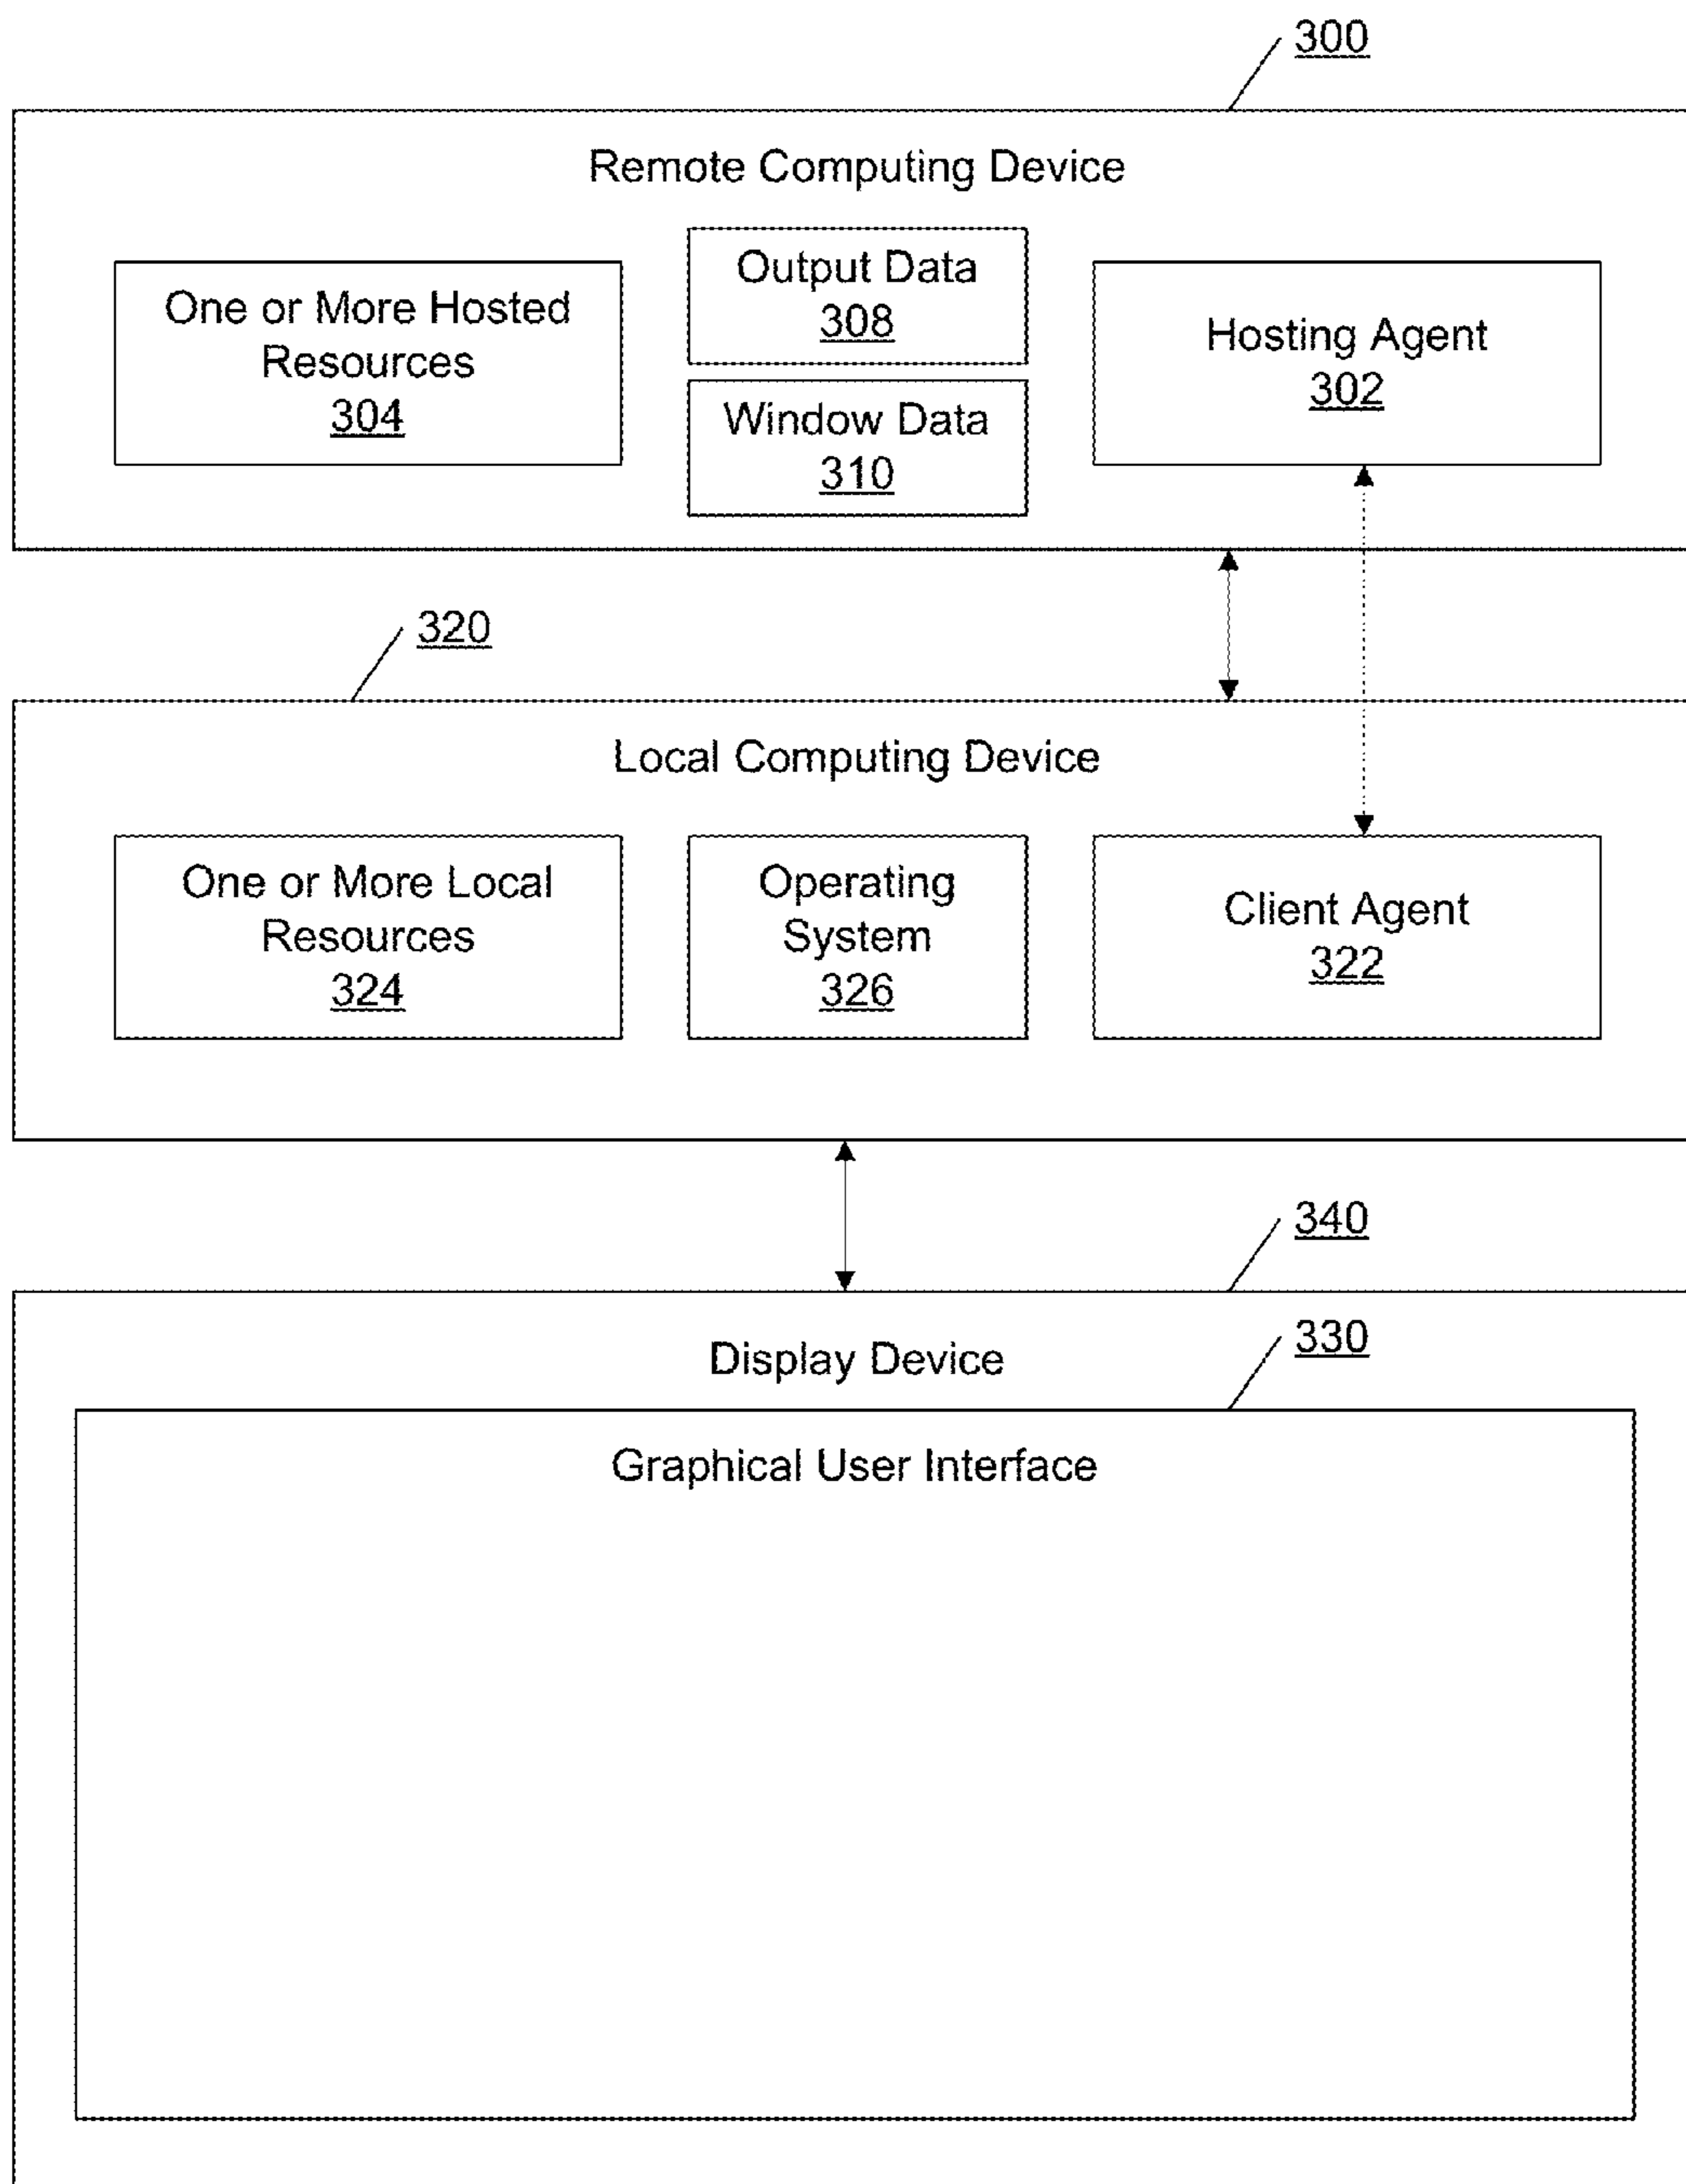 300
Remote Computing Device
One or More Hosted
Resources
304
Output Data
308
Window Data
310
Hosting Agent
302
320
Local Computing Device
One or More Local
Resources
324
Operating
System
326
Client Agent
322
340
Display Device
330
Graphical User Interface